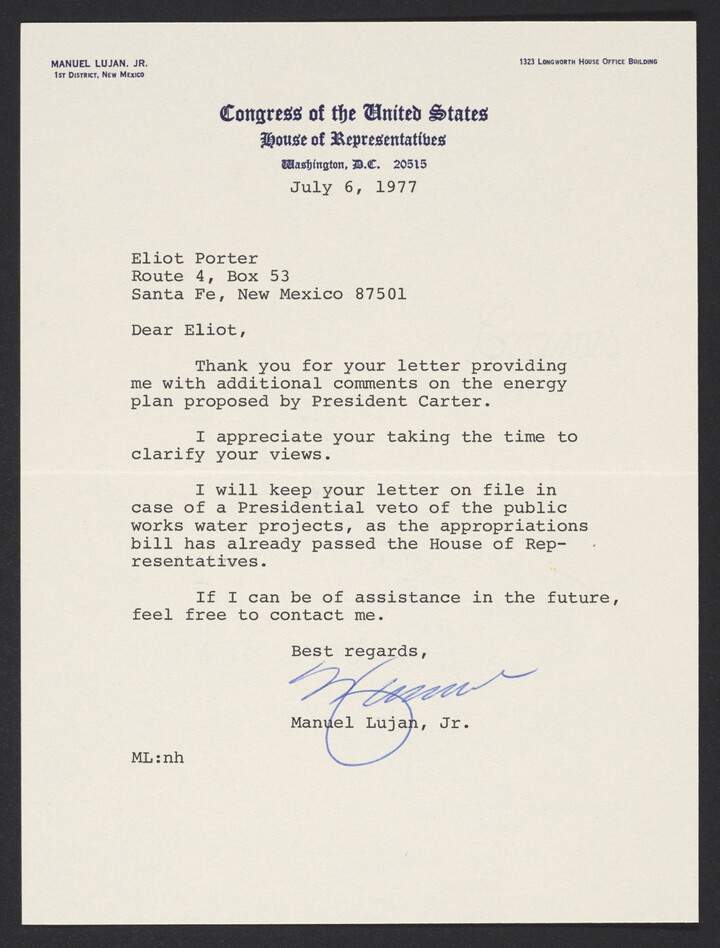 MANUEL LUJAN, JR.
1ST DISTRICT, NEW MEXICO
1323 LONGWORTH HOUSE OFFICE BUILDING
Congress of the United States
House of Representatives
Washington, D.C. 20515
July 6, 1977
Eliot Porter
Route 4, Box 53
Santa Fe, New Mexico 87501
Dear Eliot,
Thank you for your letter providing
me with additional comments on the energy
plan proposed by President Carter.
I appreciate your taking the time to
clarify your views.
I will keep your letter on file in
case of a Presidential veto of the public
works water projects, as the appropriations
bill has already passed the House of Rep-
resentatives.
If I can be of assistance in the future,
feel free to contact me.
Best regards,
Manuel Lujan, Jr.
ML:nh